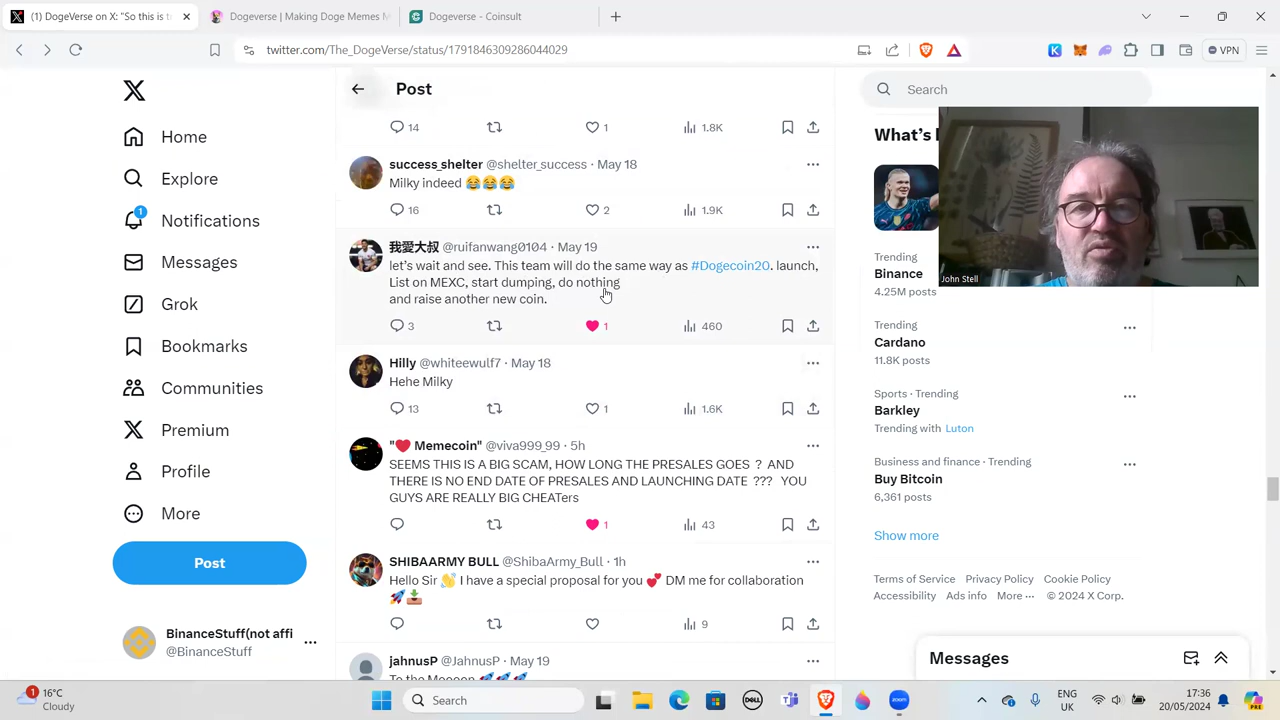 (1) DogeVerse on X: "So this is t
Dogeverse | Making Doge Memes M
Dogeverse - Coinsult
twitter.com/The_DogeVerse/status/1791846309286044029
VPN
Home
Explore
1
Notifications
Messages
Grok
Bookmarks
Communities
Premium
Profile
More
Post
BinanceStuff(not affi
@BinanceStuff
Post
14
1
1.8K
success_shelter @shelter_success · May 18
Milky indeed 😂😂😂
16
2
1.9K
我愛大叔 @ruifanwang0104 · May 19
let's wait and see. This team will do the same way as #Dogecoin20. launch,
List on MEXC, start dumping, do nothing
and raise another new coin.
3
1
460
Hilly @whiteewulf7 · May 18
Hehe Milky
13
1
1.6K
"❤️ Memecoin" @viva999_99 · 5h
SEEMS THIS IS A BIG SCAM, HOW LONG THE PRESALES GOES ? AND
THERE IS NO END DATE OF PRESALES AND LAUNCHING DATE ??? YOU
GUYS ARE REALLY BIG CHEATers
1
43
SHIBAARMY BULL @ShibaArmy_Bull · 1h
Hello Sir 👋 I have a special proposal for you 💕 DM me for collaboration
🚀📥
9
jahnusP @JahnusP · May 19
To the Moooon 🚀🚀🚀
Search
What's
John Stell
Trending
Binance
4.25M posts
Trending
Cardano
11.8K posts
Sports · Trending
Barkley
Trending with Luton
Business and finance · Trending
Buy Bitcoin
6,361 posts
Show more
Terms of Service Privacy Policy Cookie Policy
Accessibility Ads info More ··· © 2024 X Corp.
Messages
1
16°C
Cloudy
Search
DELL
zoom
ENG
UK
17:36
20/05/2024
PRE